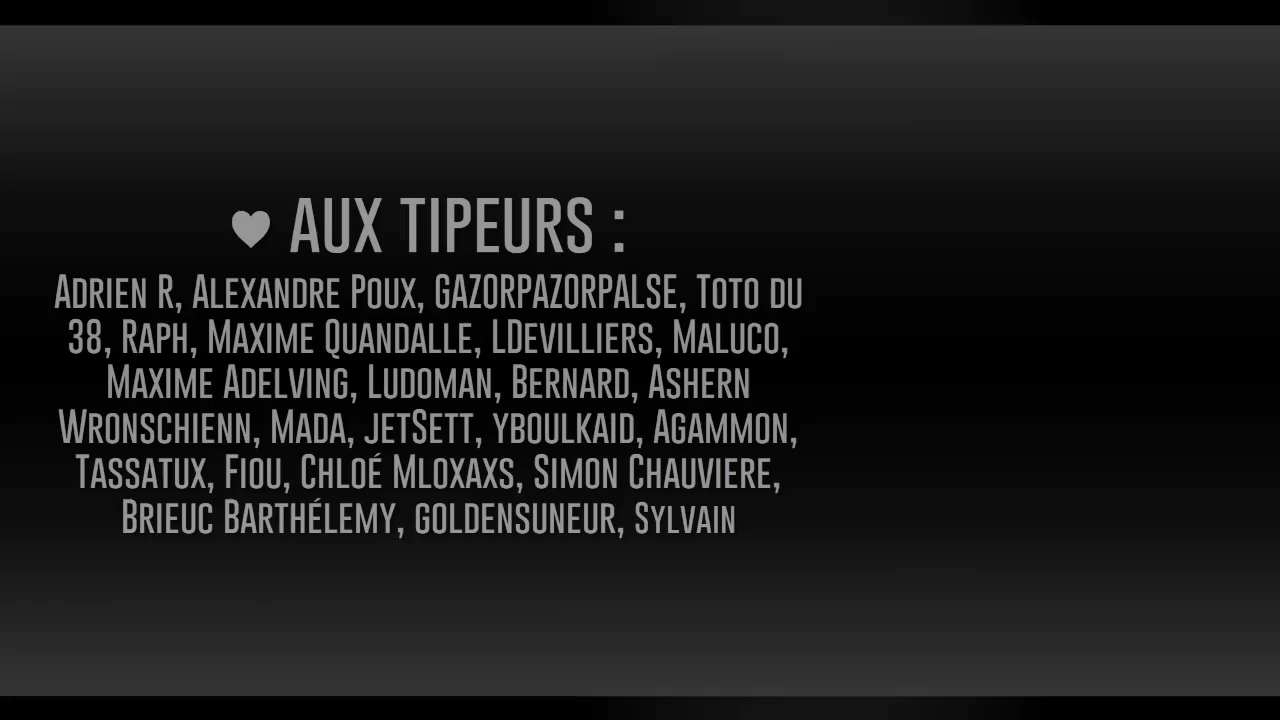 ♥ AUX TIPEURS :
Adrien R, Alexandre Poux, GAZORPAZORPALSE, Toto du
38, Raph, Maxime Quandalle, LDevilliers, Maluco,
Maxime Adelving, Ludoman, Bernard, Ashern
Wronschienn, Mada, jetSett, yboulkaid, Agammon,
Tassatux, Fiou, Chloé Mloxaxs, Simon Chauviere,
Brieuc Barthélemy, goldensuneur, Sylvain